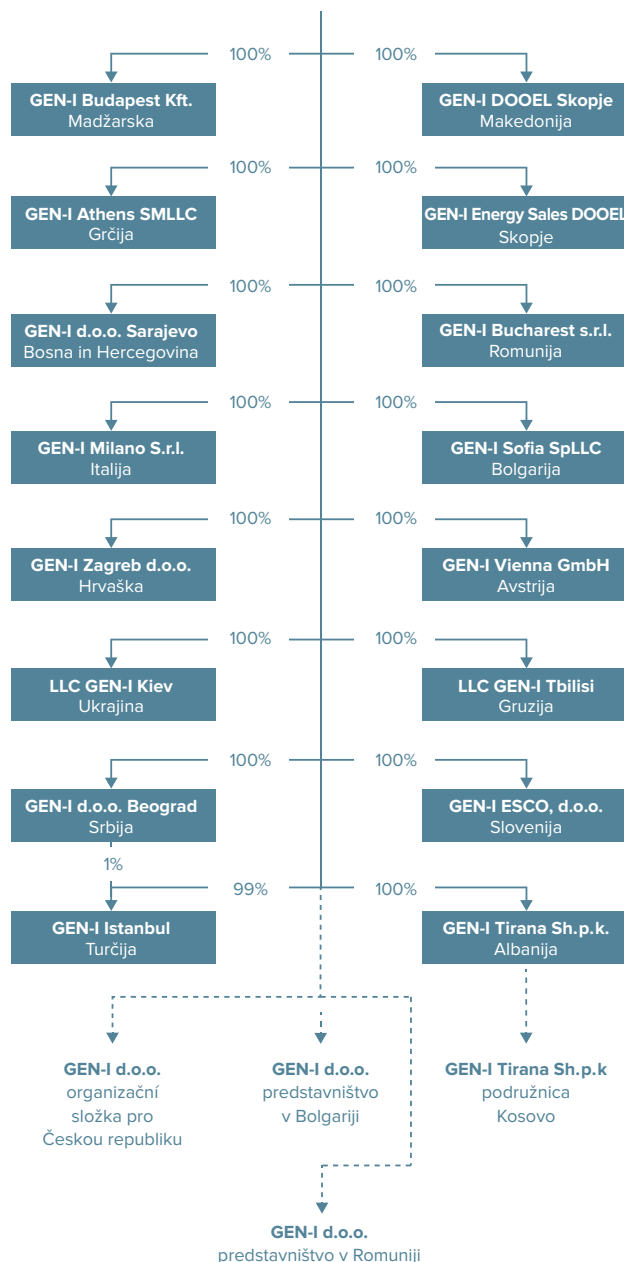 100%
100%
GEN-I Budapest Kft.
Madžarska
GEN-I DOOEL Skopje
Makedonija
100%
100%
GEN-I Athens SMLLC
Grčija
GEN-I Energy Sales DOOEL
Skopje
100%
100%
GEN-I d.o.o. Sarajevo
Bosna in Hercegovina
GEN-I Bucharest s.r.l.
Romunija
100%
100%
GEN-I Milano S.r.l.
Italija
GEN-I Sofia SpLLC
Bolgarija
100%
100%
GEN-I Zagreb d.o.o.
Hrvaška
GEN-I Vienna GmbH
Avstrija
100%
100%
LLC GEN-I Kiev
Ukrajina
LLC GEN-I Tbilisi
Gruzija
100%
100%
GEN-I d.o.o. Beograd
Srbija
GEN-I ESCO, d.o.o.
Slovenija
1%
99%
100%
GEN-I Istanbul
Turčija
GEN-I Tirana Sh.p.k.
Albanija
GEN-I d.o.o.
organizační
složka pro
Českou republiku
GEN-I d.o.o.
predstavništvo
v Bolgariji
GEN-I Tirana Sh.p.k
podružnica
Kosovo
GEN-I d.o.o.
predstavništvo v Romuniji